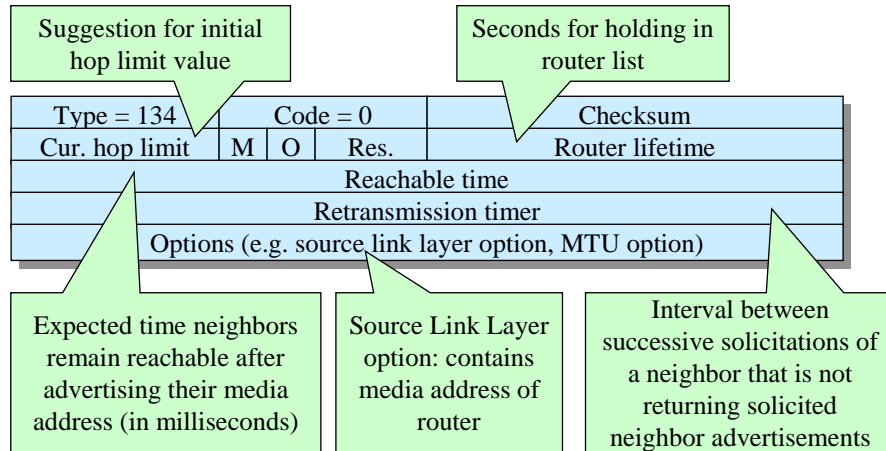 Suggestion for initial
hop limit value
Seconds for holding in
router list
Type = 134 Code = 0 Checksum
Cur. hop limit M O Res. Router lifetime
Reachable time
Retransmission timer
Options (e.g. source link layer option, MTU option)
Expected time neighbors
remain reachable after
advertising their media
address (in milliseconds)
Source Link Layer
option: contains
media address of
router
Interval between
successive solicitations of
a neighbor that is not
returning solicited
neighbor advertisements